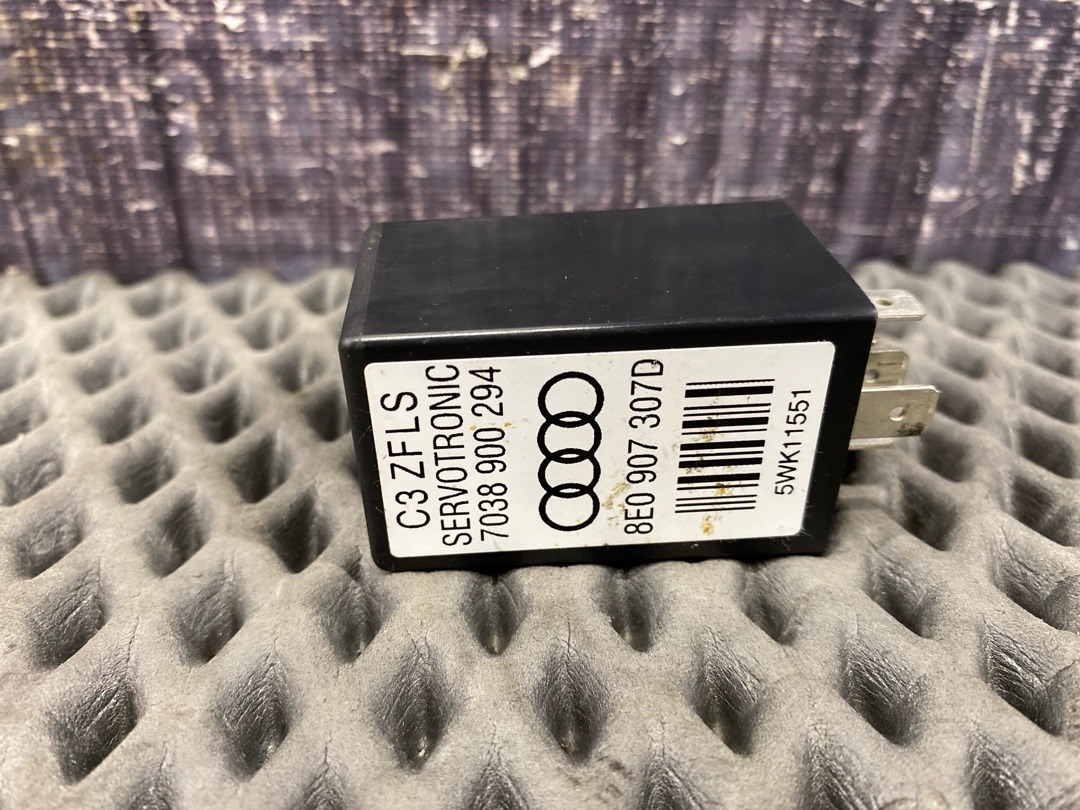 C3 ZFLS
SERVOTRONIC
7038 900 294
8E0 907 307D
5WK11551